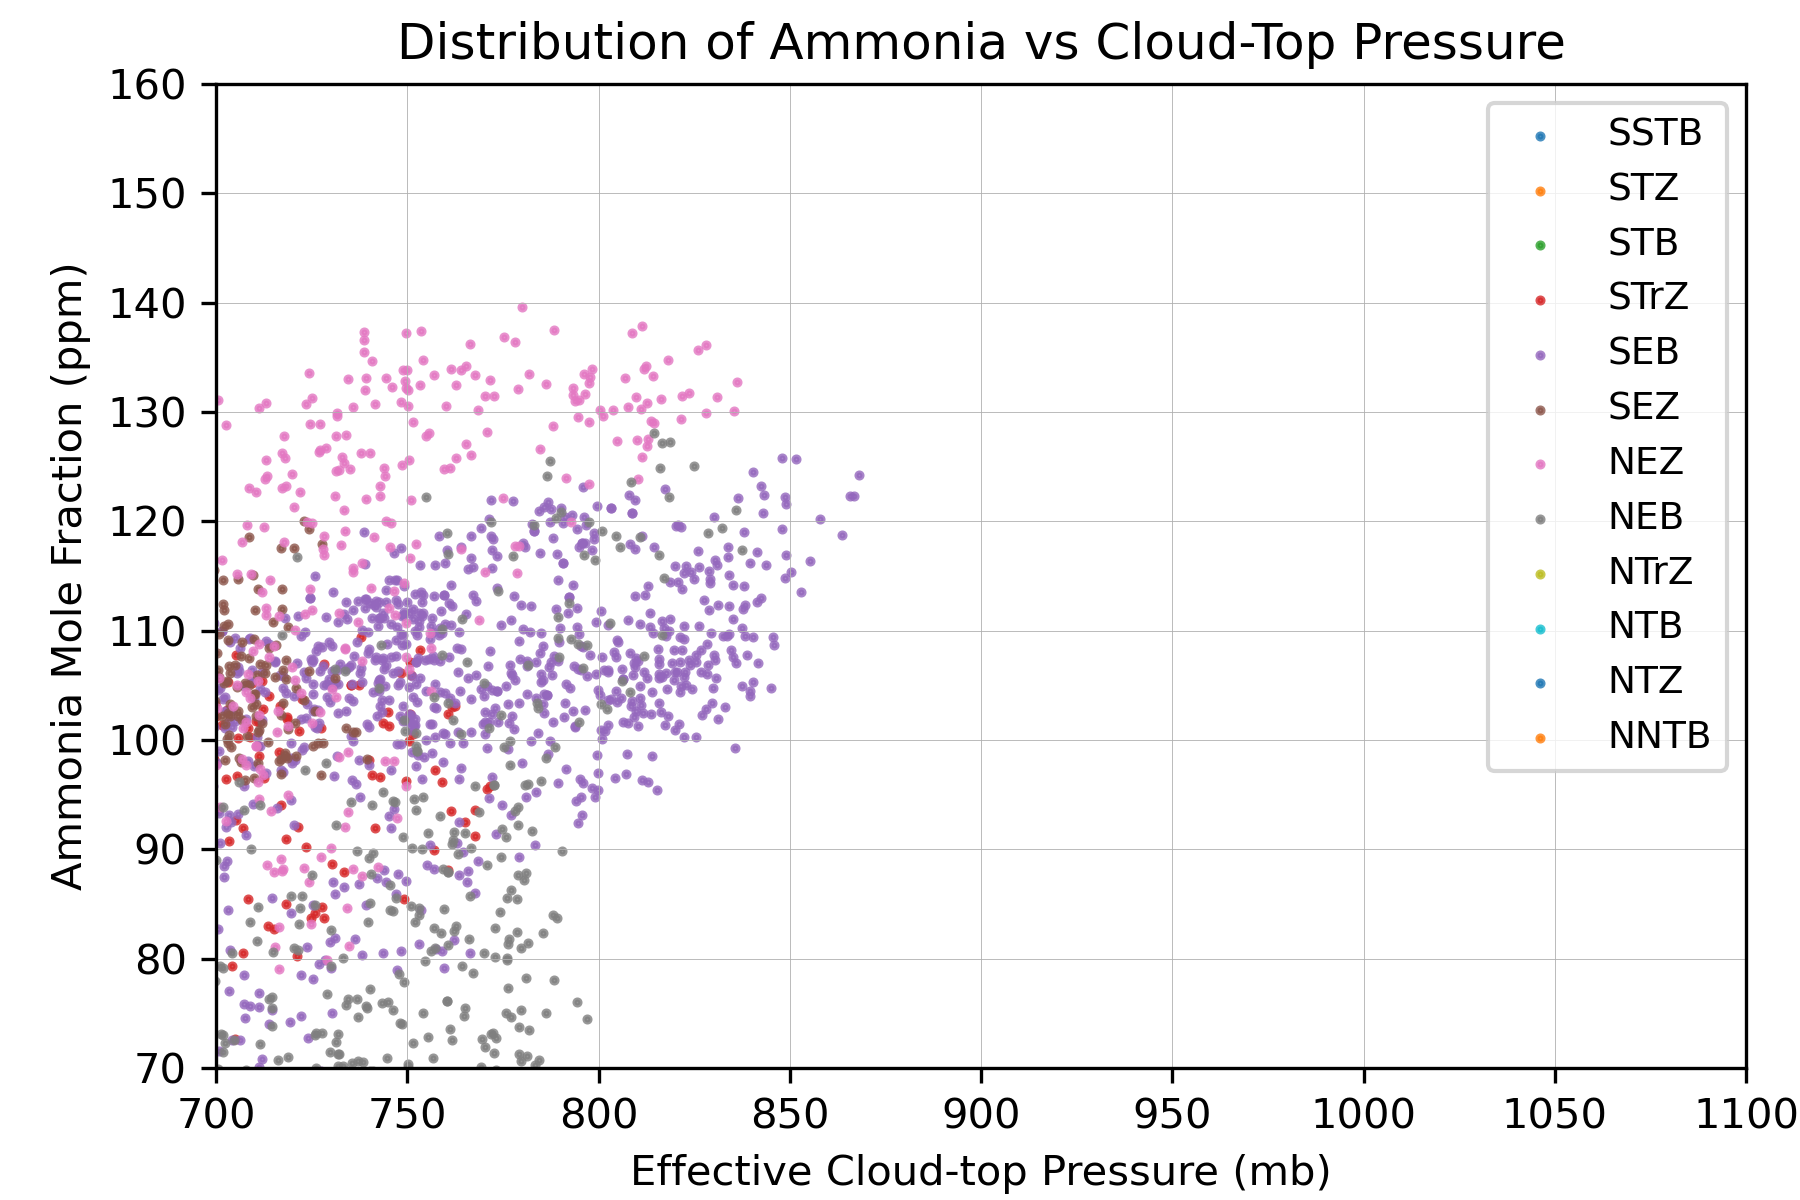 Distribution of Ammonia vs Cloud-Top Pressure
160
150
140
130
120
110
100
90
80
70
Ammonia Mole Fraction (ppm)
SSTB
STZ
STB
STrZ
SEB
SEZ
NEZ
NEB
NTrZ
NTB
NTZ
NNTB
700 750 800 850 900 950 1000 1050 1100
Effective Cloud-top Pressure (mb)